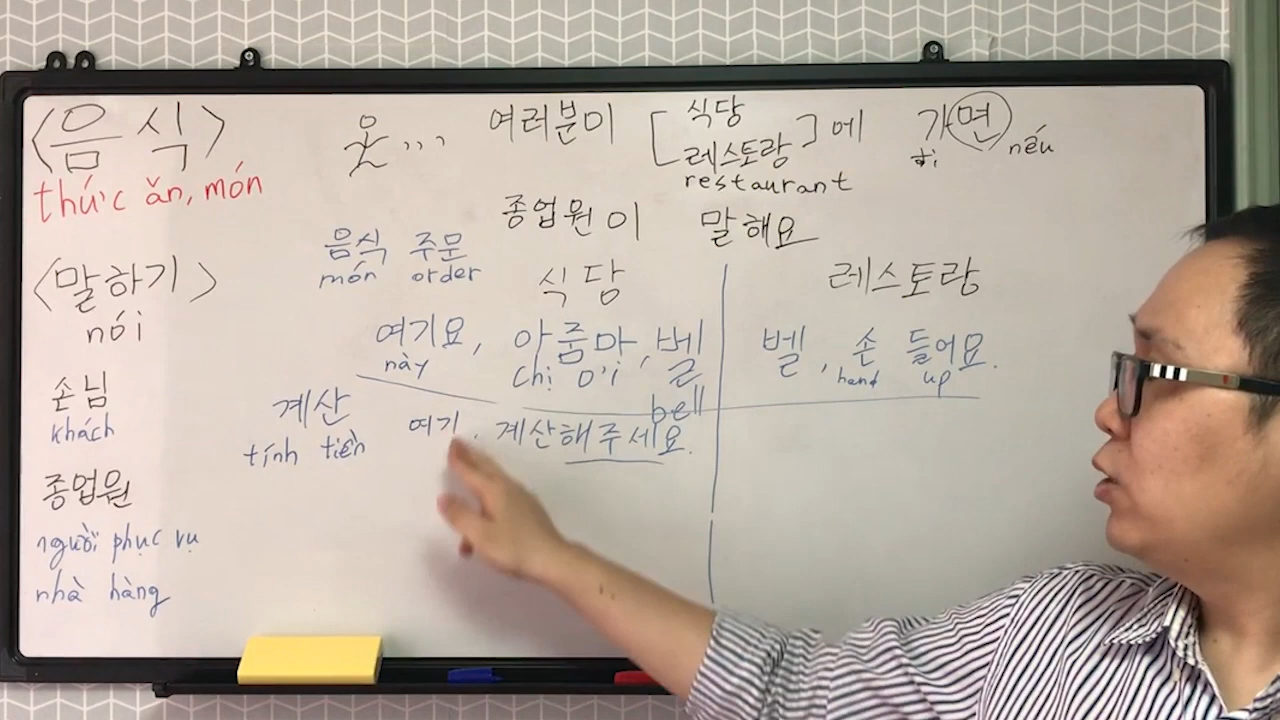 <음식>
thức ăn, món
<말하기>
nói
손님
khách
종업원
người phục vụ
nhà hàng
옷...
여러분이 [식당 레스토랑]에 가면
restaurant
đi nếu
종업원이 말해요
음식 주문
món order
식당
레스토랑
여기요, 아줌마, 벨
này chị ơi bell
벨, 손 들어요.
hand up
계산
tính tiền
여기. 계산해주세요.